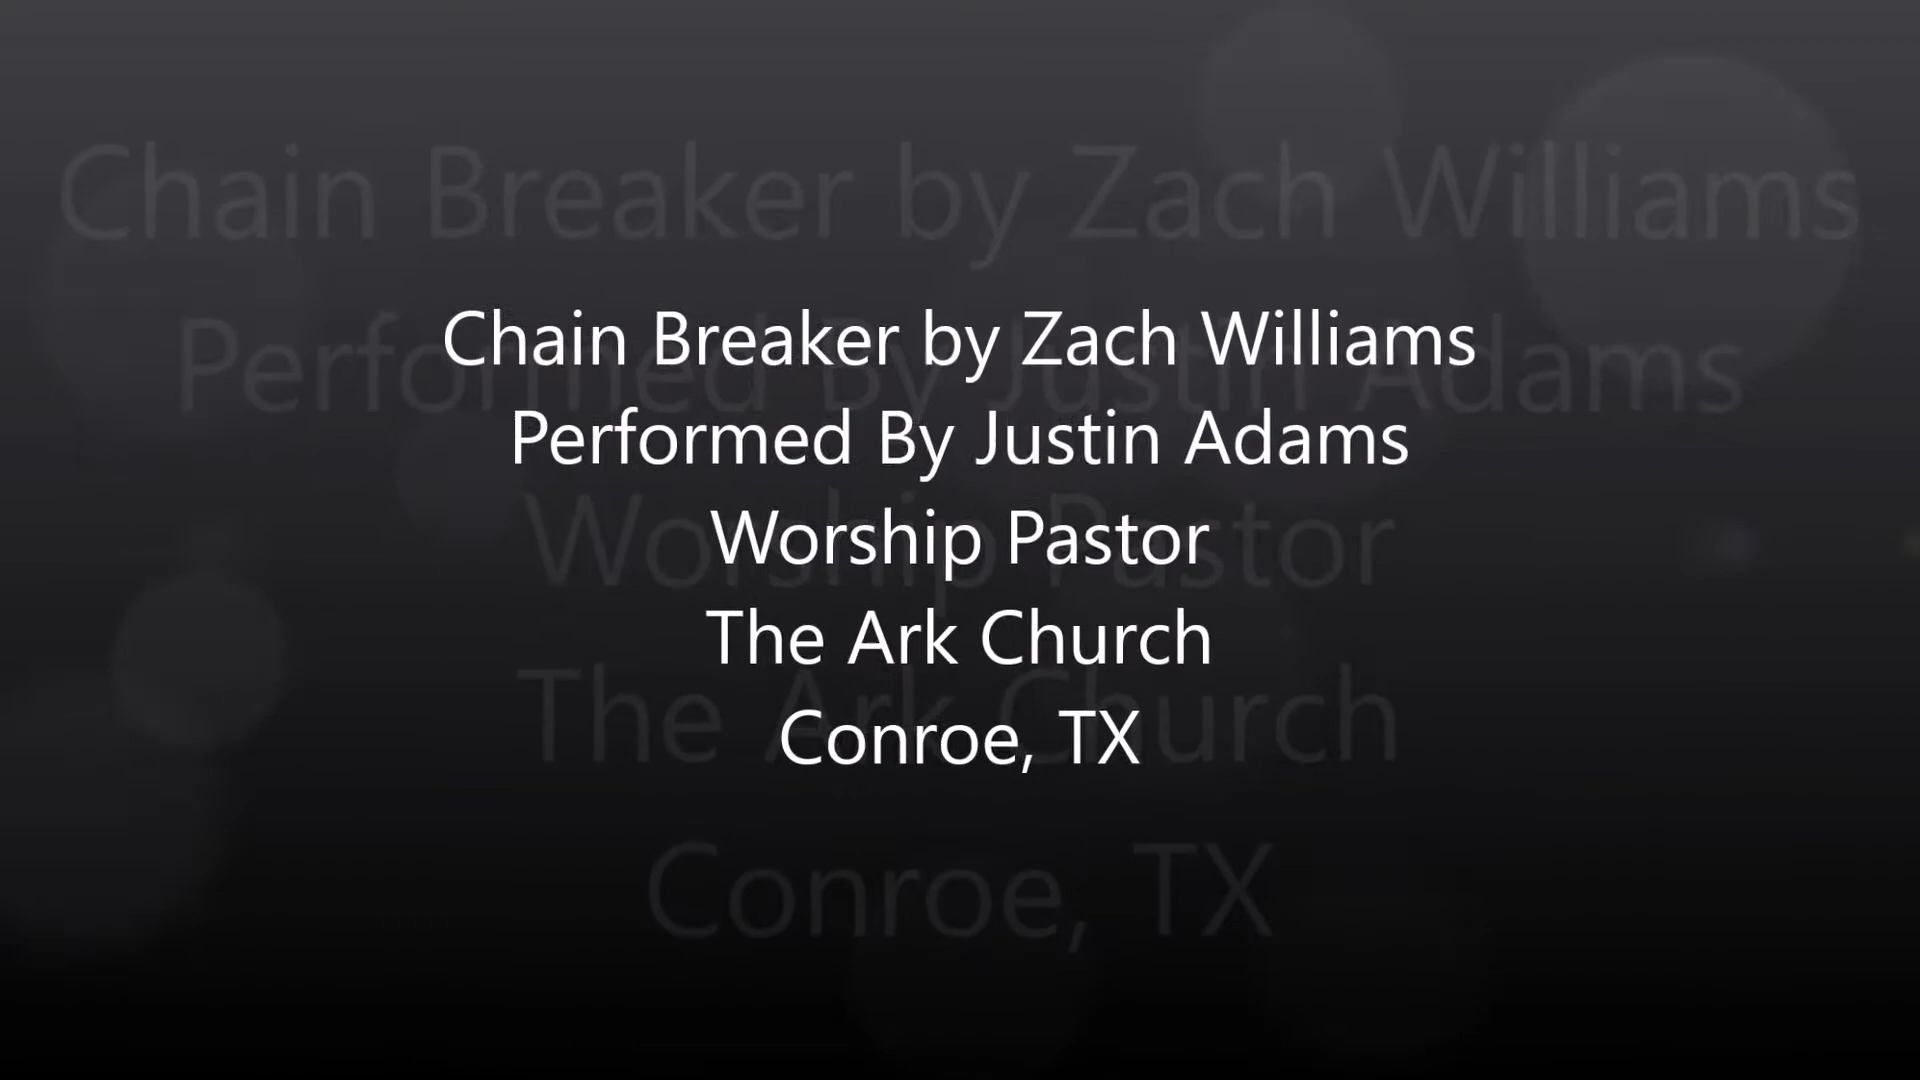 Chain Breaker by Zach Williams
Performed By Justin Adams
Worship Pastor
The Ark Church
Conroe, TX